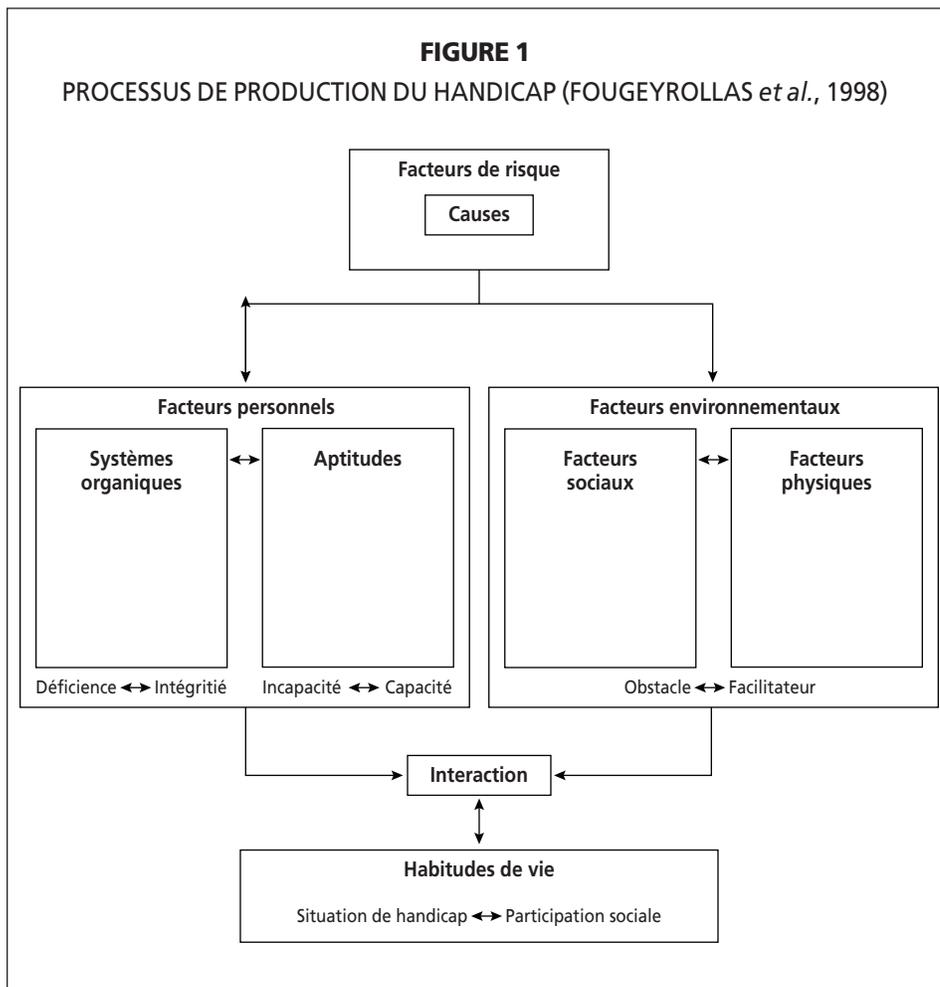 FIGURE 1
PROCESSUS DE PRODUCTION DU HANDICAP (FOUGEYROLLAS et al., 1998)
Facteurs de risque
Causes
Facteurs personnels
Systèmes
organiques
Aptitudes
Déficience Intégritié
Incapacité Capacité
Facteurs environnementaux
Facteurs
sociaux
Facteurs
physiques
Obstacle Facilitateur
Interaction
Habitudes de vie
Situation de handicap Participation sociale